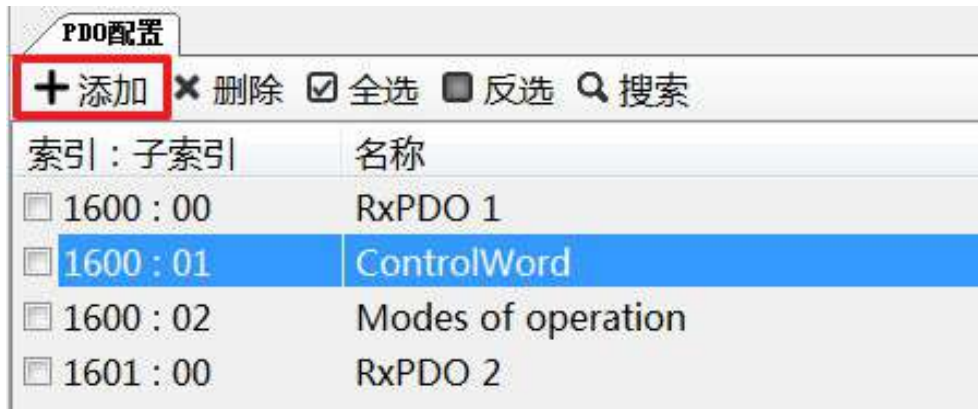 PDO配置
添加 删除 全选 反选 搜索
索引：子索引 名称
1600 : 00 RxPDO 1
1600 : 01 ControlWord
1600 : 02 Modes of operation
1601 : 00 RxPDO 2